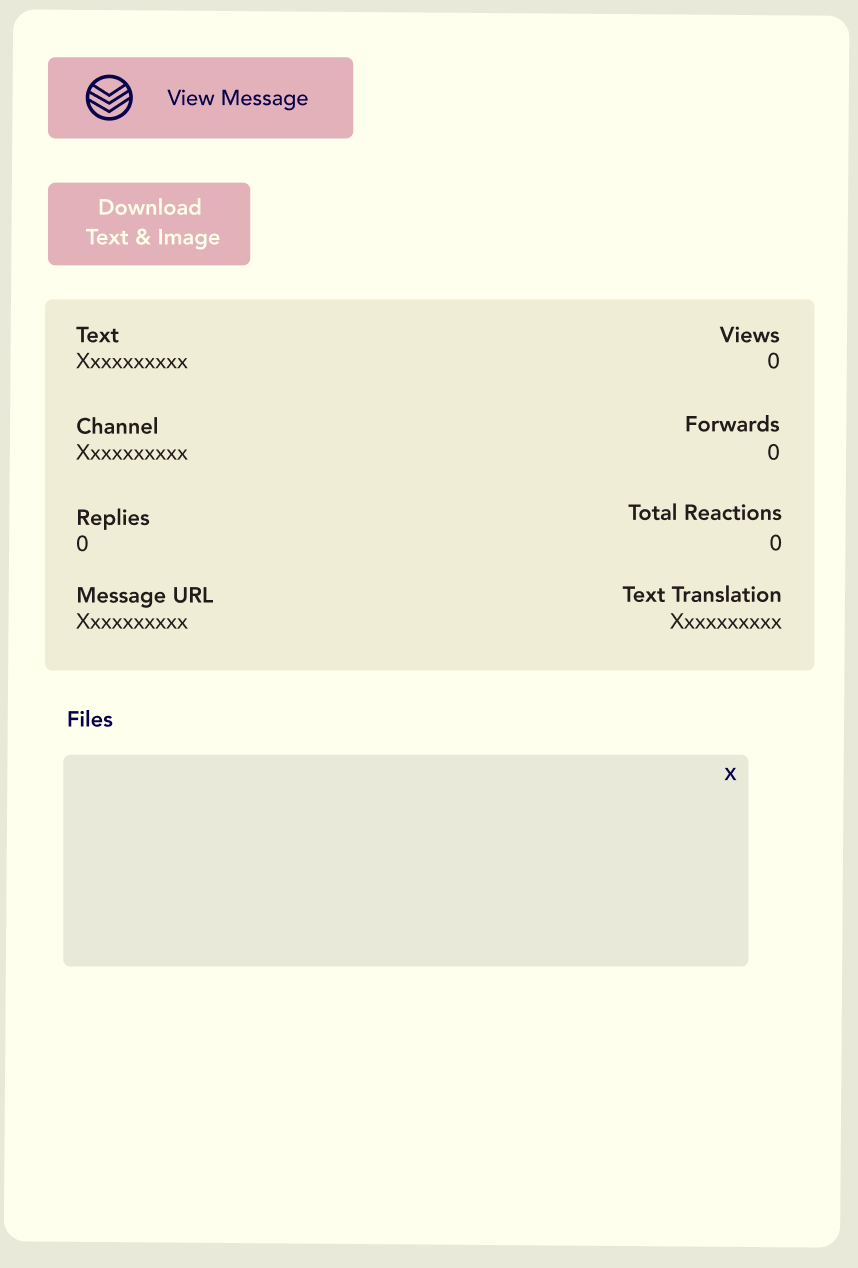 View Message
Download
Text & Image
Text
Xxxxxxxxxx
Views
0
Channel
Xxxxxxxxxx
Forwards
0
Replies
0
Total Reactions
0
Message URL
Xxxxxxxxxx
Text Translation
Xxxxxxxxxx
Files
X